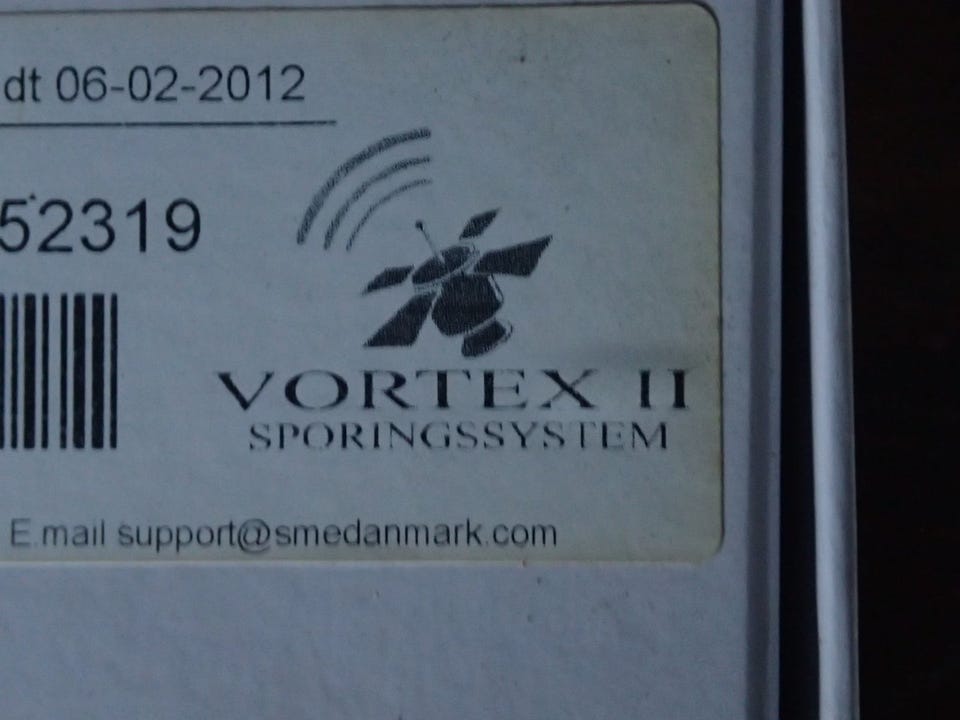 dt 06-02-2012
52319
VORTEX II
SPORINGSSYSTEM
E.mail support@smedanmark.com